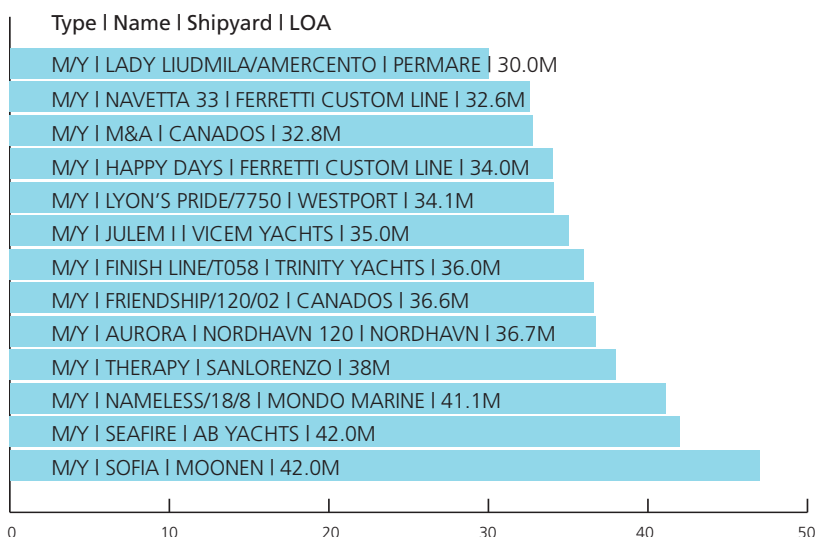 Type | Name | Shipyard | LOA
M/Y | LADY LIUDMILA/AMERCENTO | PERMARE | 30.0M
M/Y | NAVETTA 33 | FERRETTI CUSTOM LINE | 32.6M
M/Y | M&A | CANADOS | 32.8M
M/Y | HAPPY DAYS | FERRETTI CUSTOM LINE | 34.0M
M/Y | LYON'S PRIDE/7750 | WESTPORT | 34.1M
M/Y | JULEM I | VICEM YACHTS | 35.0M
M/Y | FINISH LINE/T058 | TRINITY YACHTS | 36.0M
M/Y | FRIENDSHIP/120/02 | CANADOS | 36.6M
M/Y | AURORA | NORDHAVN 120 | NORDHAVN | 36.7M
M/Y | THERAPY | SANLORENZO | 38M
M/Y | NAMELESS/18/8 | MONDO MARINE | 41.1M
M/Y | SEAFIRE | AB YACHTS | 42.0M
M/Y | SOFIA | MOONEN | 42.0M
0 10 20 30 40 50